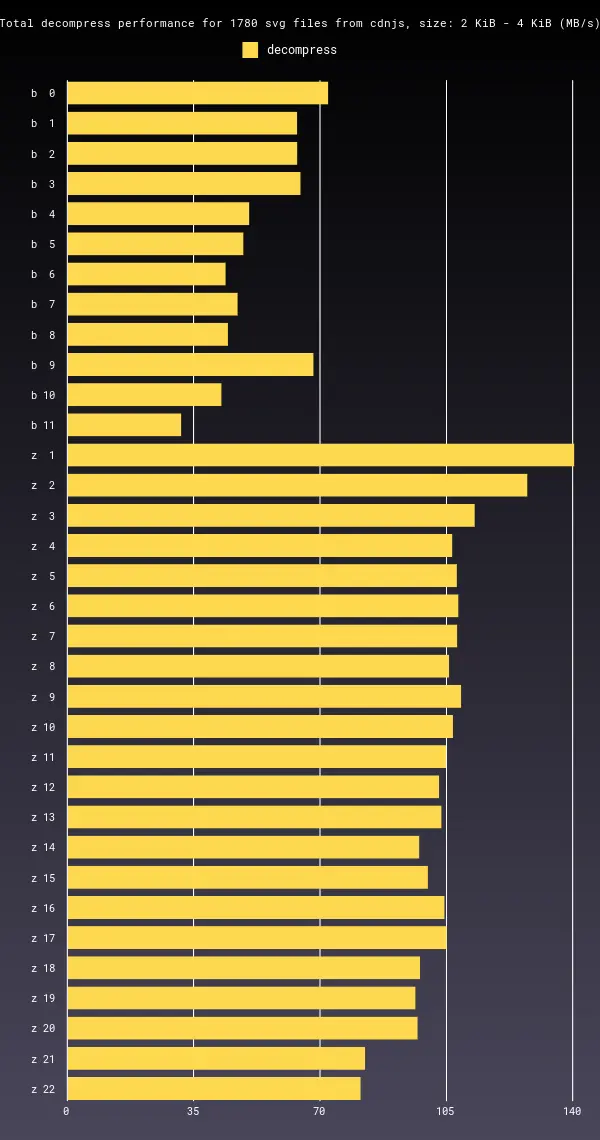 Total decompress performance for 1780 svg files from cdnjs, size: 2 KiB - 4 KiB (MB/s)
decompress
b 0
b 1
b 2
b 3
b 4
b 5
b 6
b 7
b 8
b 9
b 10
b 11
z 1
z 2
z 3
z 4
z 5
z 6
z 7
z 8
z 9
z 10
z 11
z 12
z 13
z 14
z 15
z 16
z 17
z 18
z 19
z 20
z 21
z 22
0 35 70 105 140